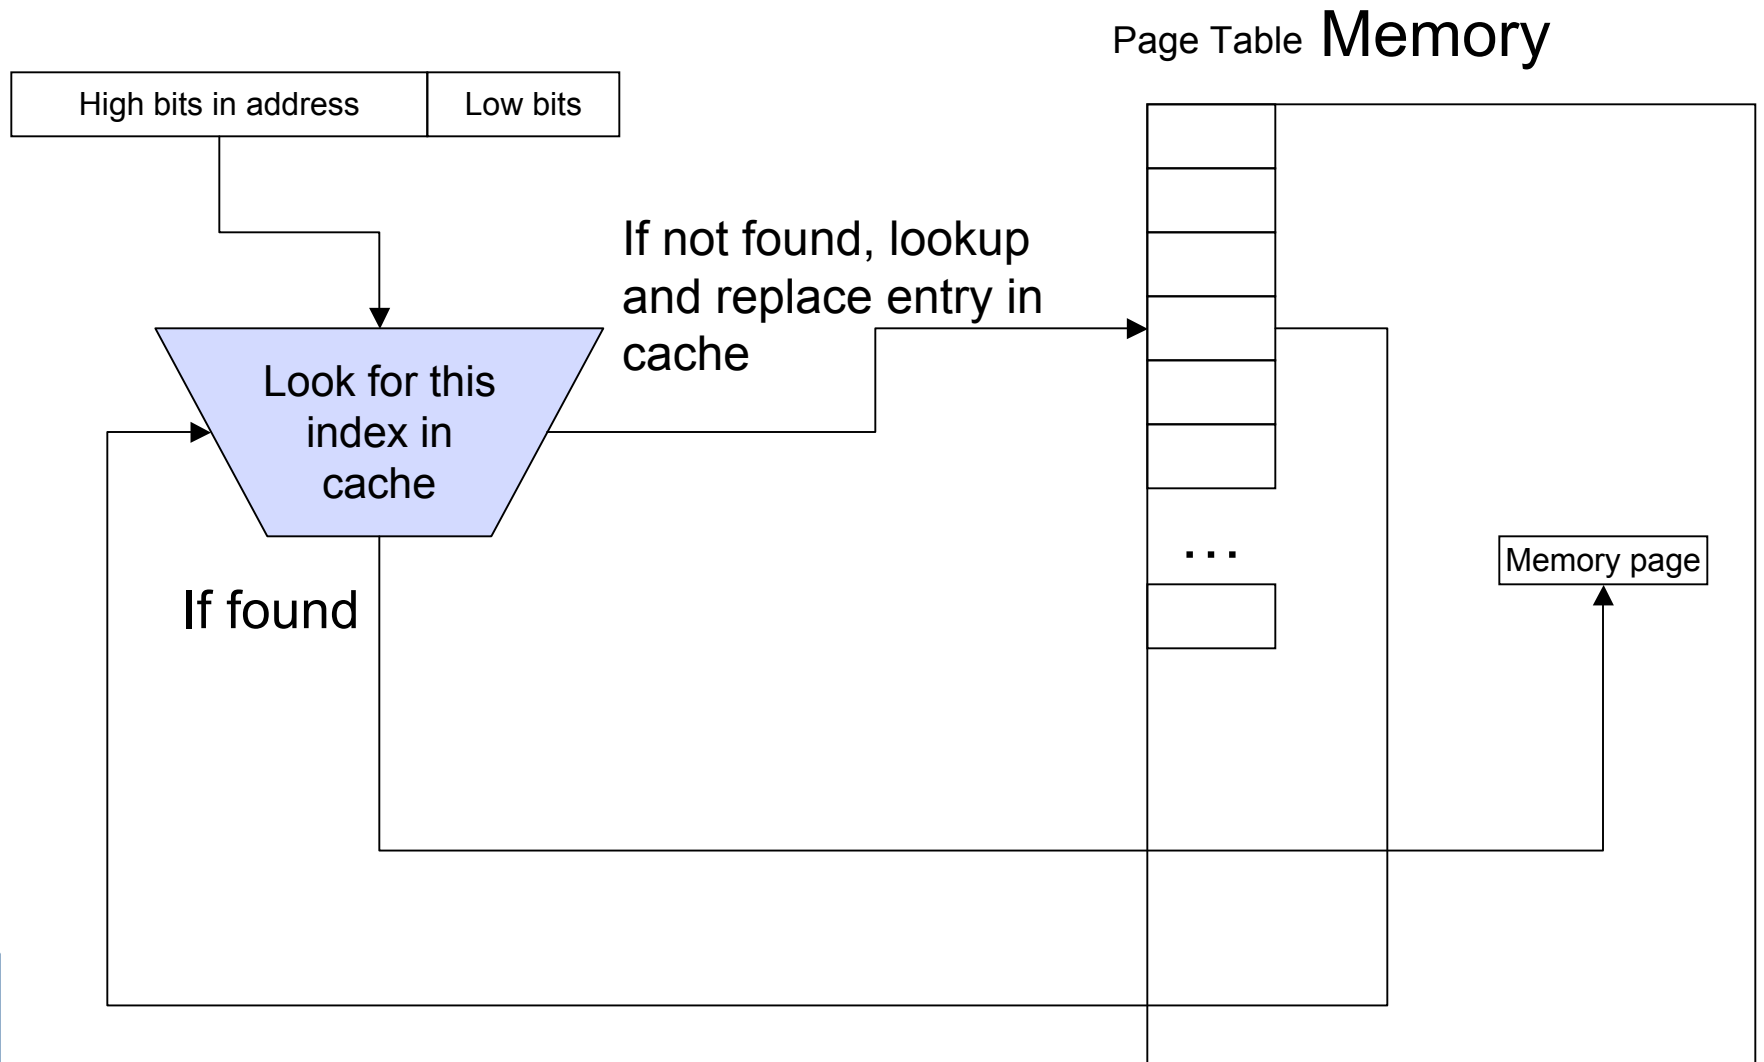 Page Table Memory
High bits in address Low bits
If not found, lookup
and replace entry in
cache
Look for this
index in
cache
...
Memory page
If found